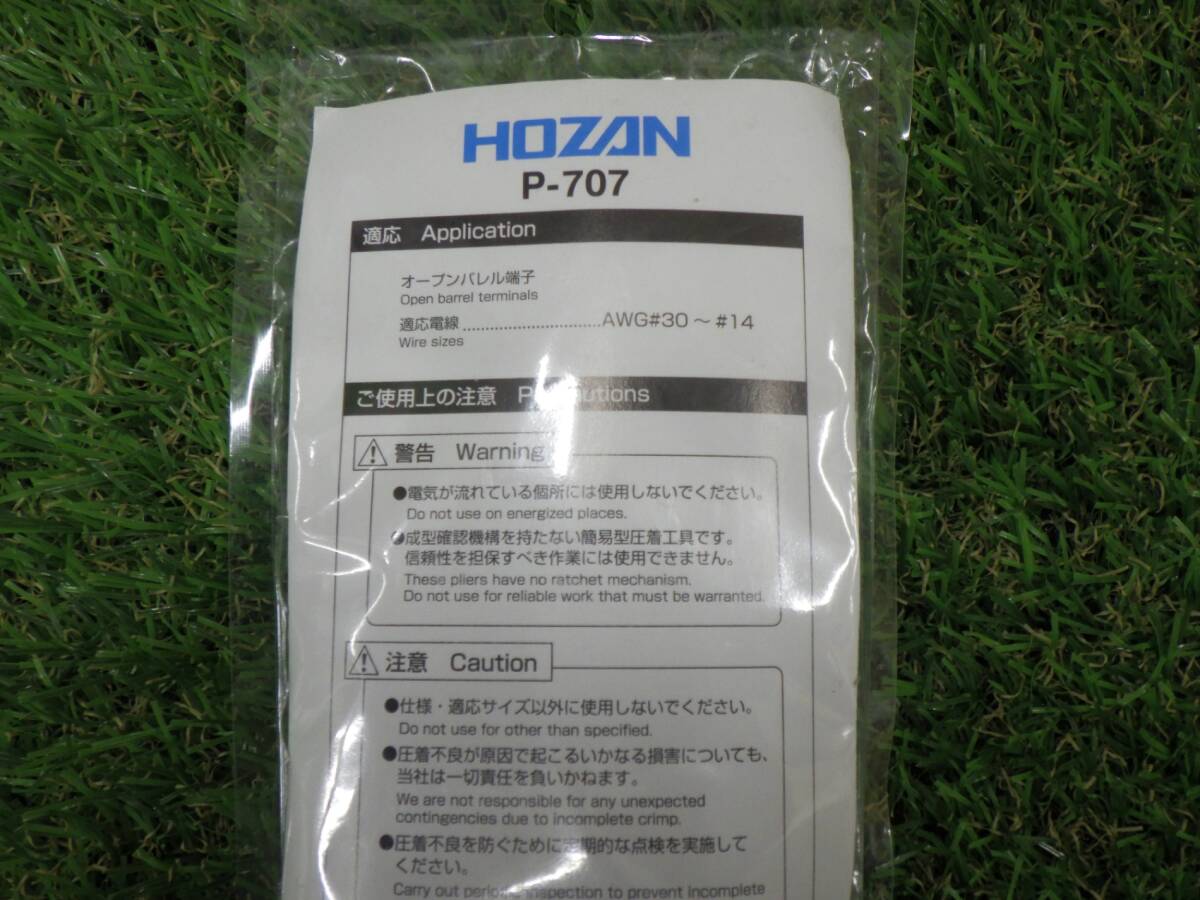 HOZAN
P-707
適応 Application
オープンバレル端子
Open barrel terminals
適応電線..............................AWG#30 ～ #14
Wire sizes
ご使用上の注意
警告 Warning
●電気が流れている個所には使用しないでください。
Do not use on energized places.
●成型確認機構を持たない簡易型圧着工具です。
信頼性を担保すべき作業には使用できません。
These pliers have no ratchet mechanism.
Do not use for reliable work that must be warranted.
注意 Caution
●仕様・適応サイズ以外に使用しないでください。
Do not use for other than specified.
●圧着不良が原因で起こるいかなる損害についても、
当社は一切責任を負いかねます。
We are not responsible for any unexpected
contingencies due to incomplete crimp.
●圧着不良を防ぐために定期的な点検を実施して
ください。
Carry out inspection to prevent incomplete